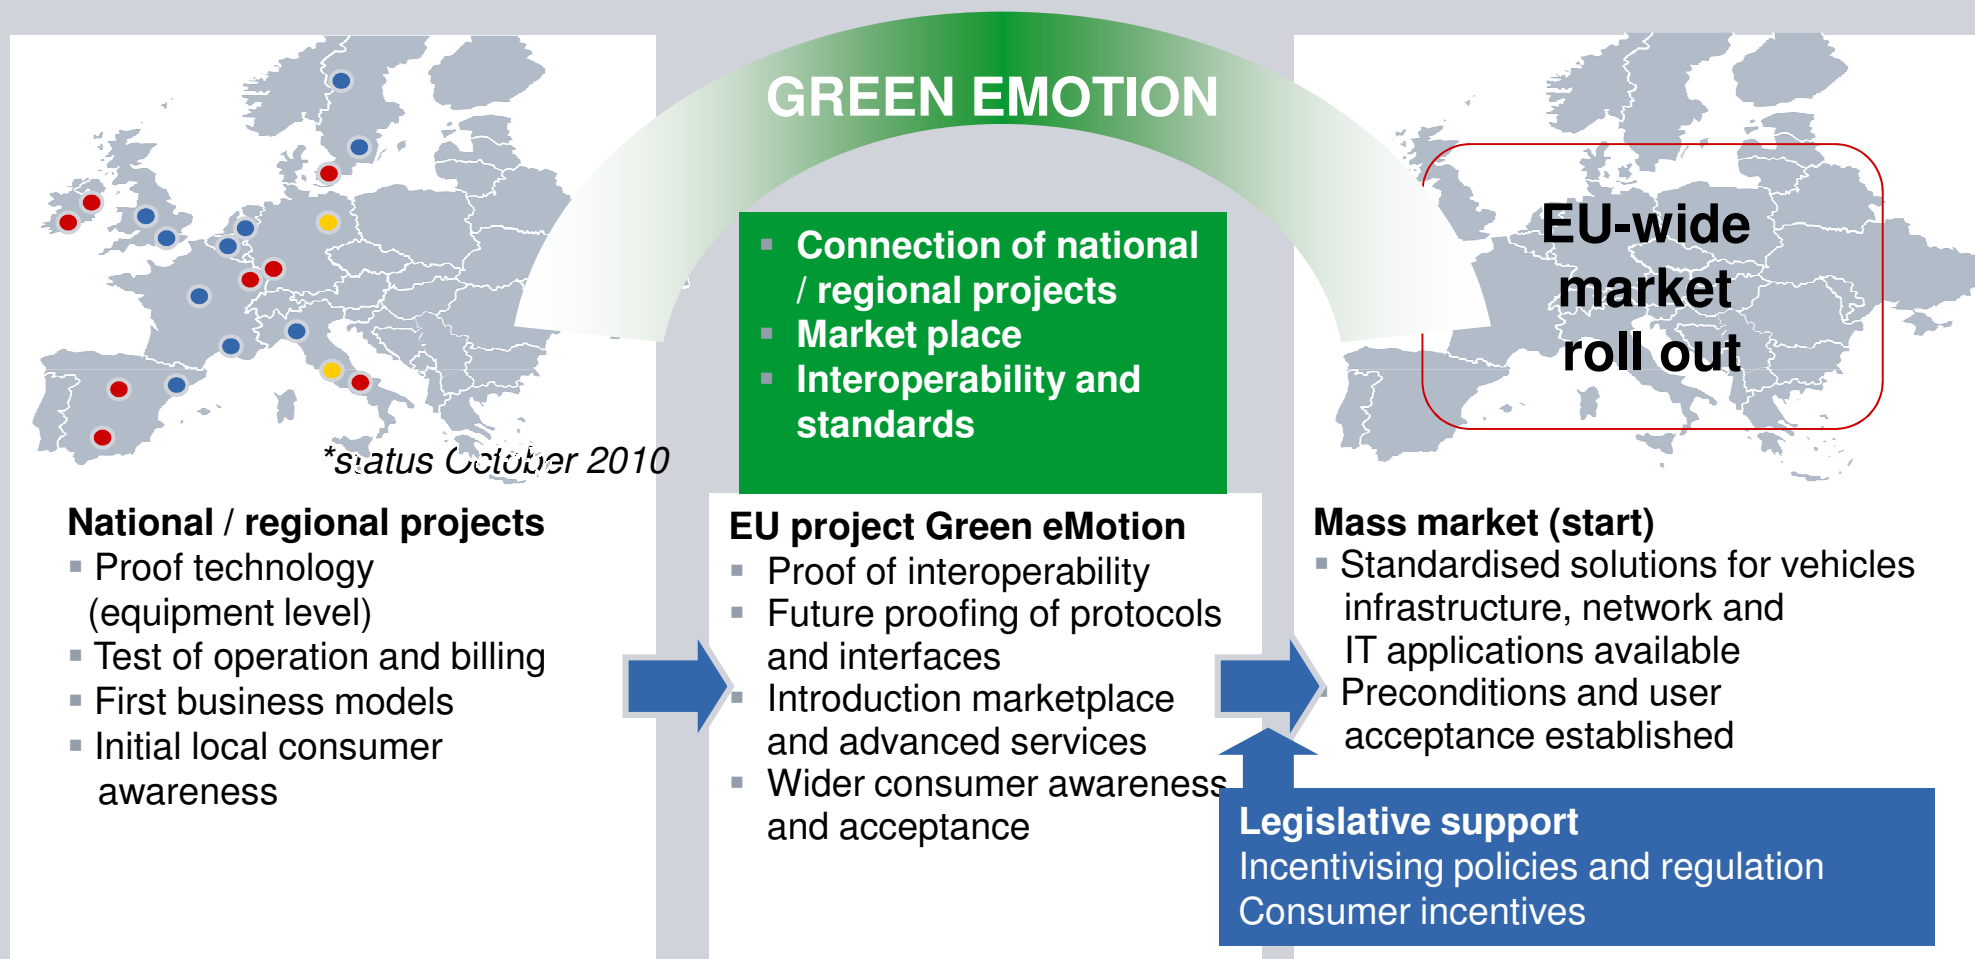 GREEN EMOTION
*status October 2010
National / regional projects
▪ Proof technology
(equipment level)
▪ Test of operation and billing
▪ First business models
▪ Initial local consumer
awareness
▪ Connection of national
/ regional projects
▪ Market place
▪ Interoperability and
standards
EU project Green eMotion
▪ Proof of interoperability
▪ Future proofing of protocols
and interfaces
▪ Introduction marketplace
and advanced services
▪ Wider consumer awareness
and acceptance
EU-wide
market
roll out
Mass market (start)
▪ Standardised solutions for vehicles
infrastructure, network and
IT applications available
▪ Preconditions and user
acceptance established
Legislative support
Incentivising policies and regulation
Consumer incentives